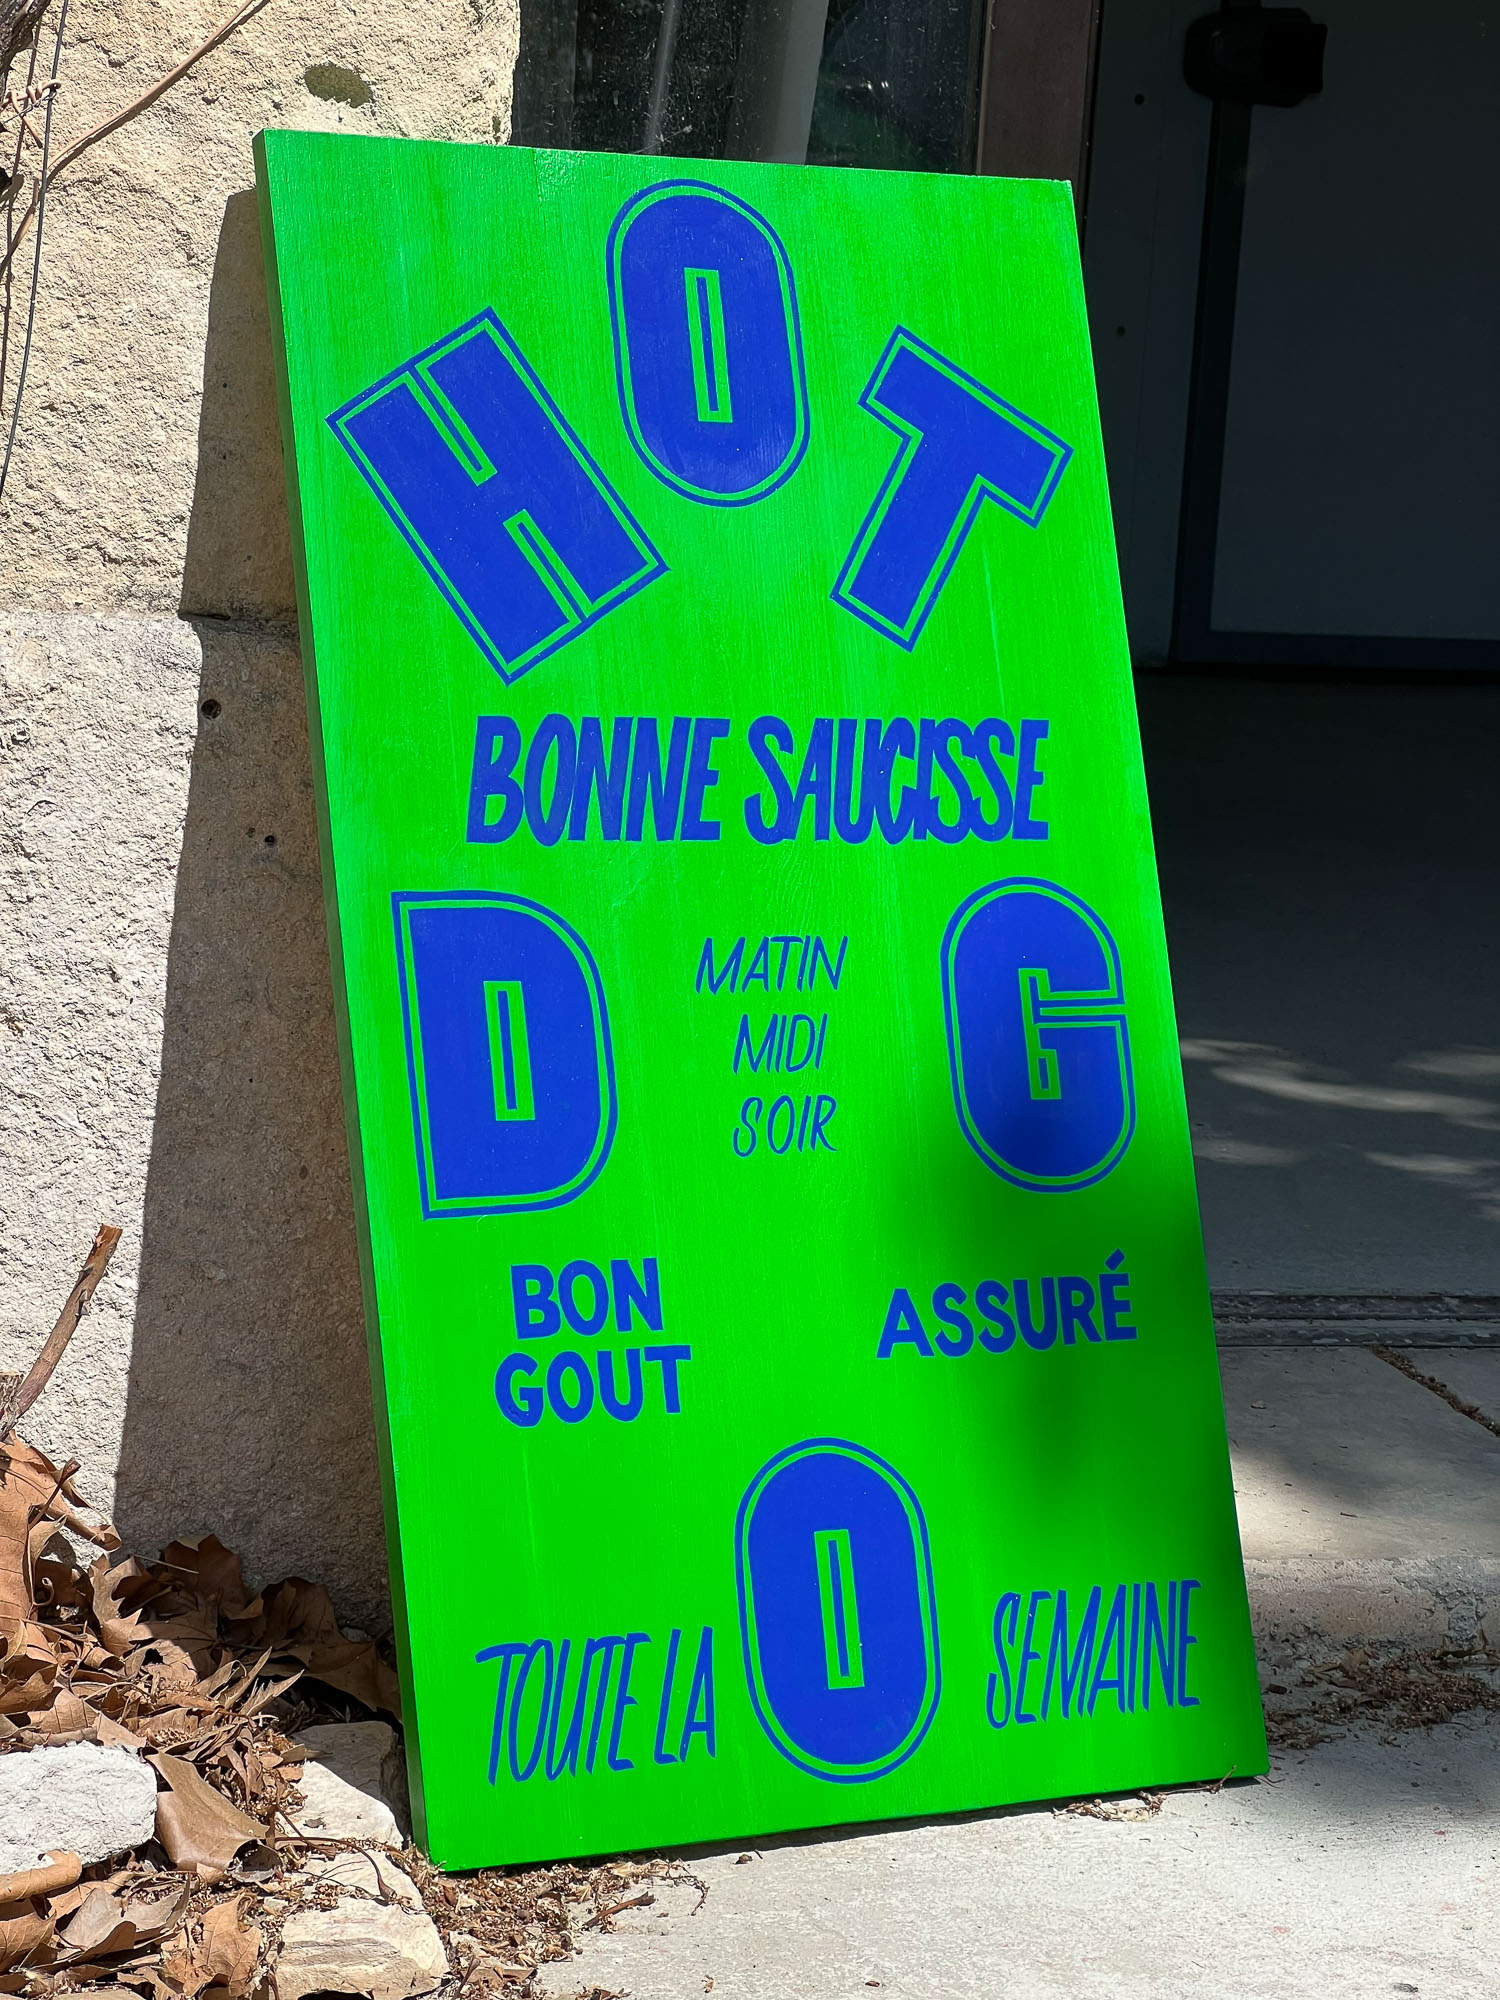 HOT
BONNE SAUCISSE
D G
MATIN
MIDI
SOIR
BON
GOUT
ASSURÉ
O
TOUTE LA SEMAINE